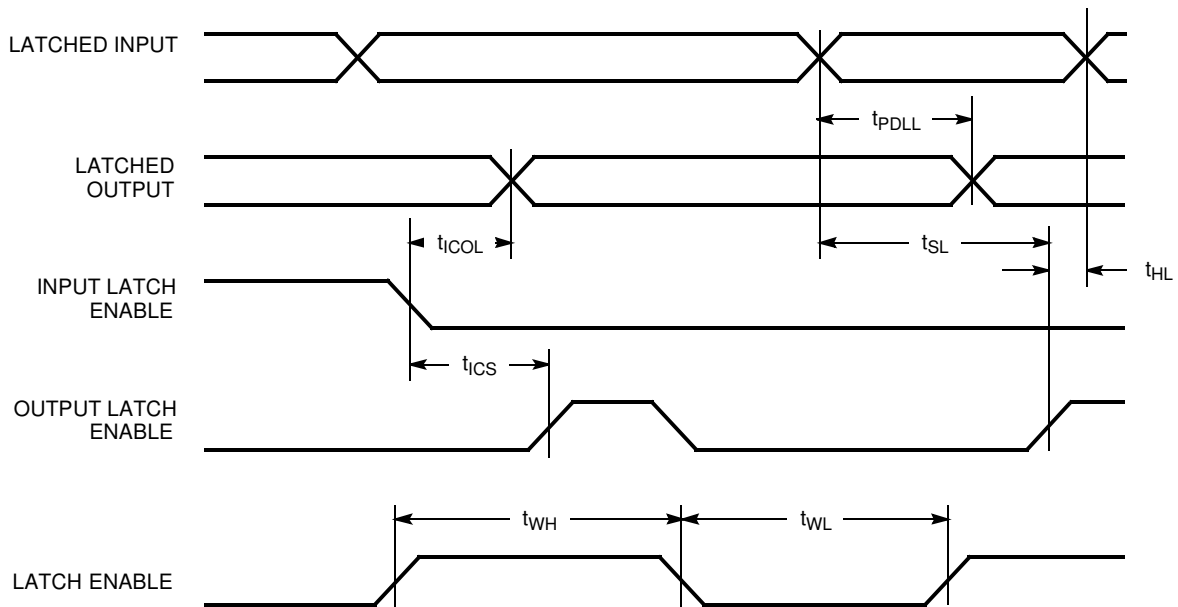 LATCHED INPUT
tPDLL
LATCHED
OUTPUT
tICOL
tSL
tHL
INPUT LATCH
ENABLE
tICS
OUTPUT LATCH
ENABLE
tWH
tWL
LATCH ENABLE